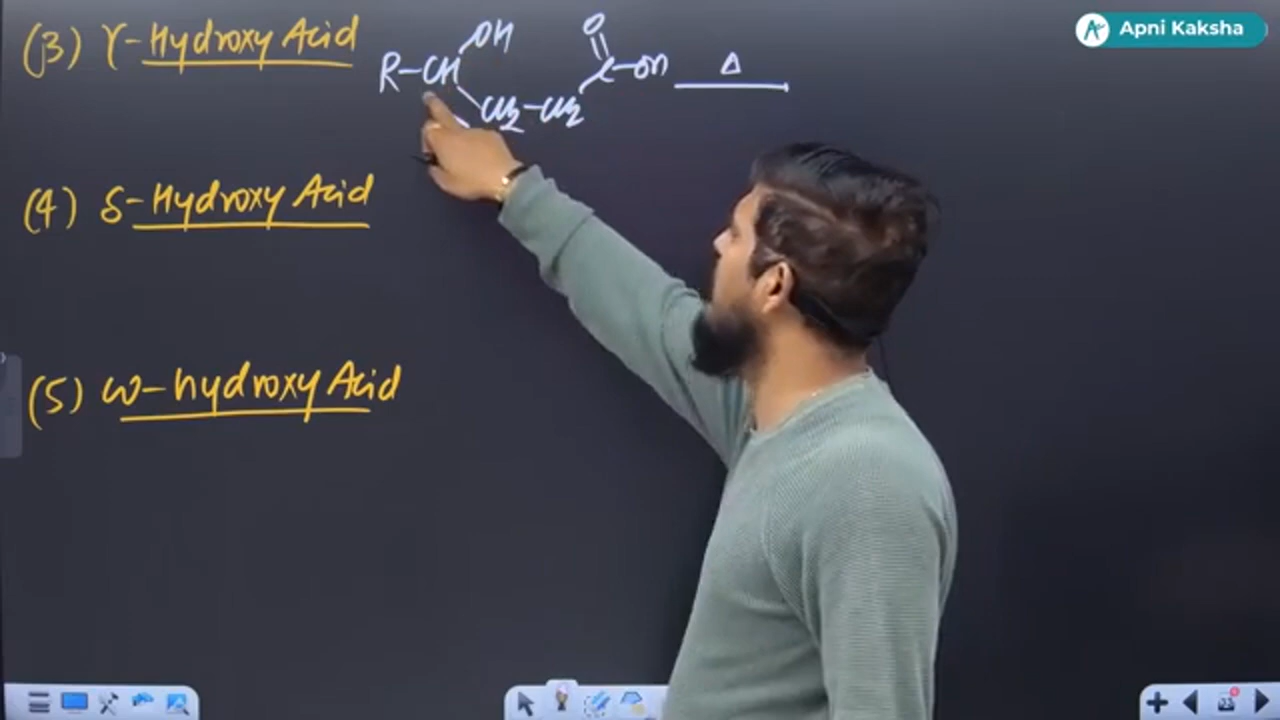 Apni Kaksha
(3) γ-Hydroxy Acid
OH
O
R-CH
C-OH
Δ
CH2-CH2
(4) δ-Hydroxy Acid
(5) ω-hydroxy Acid